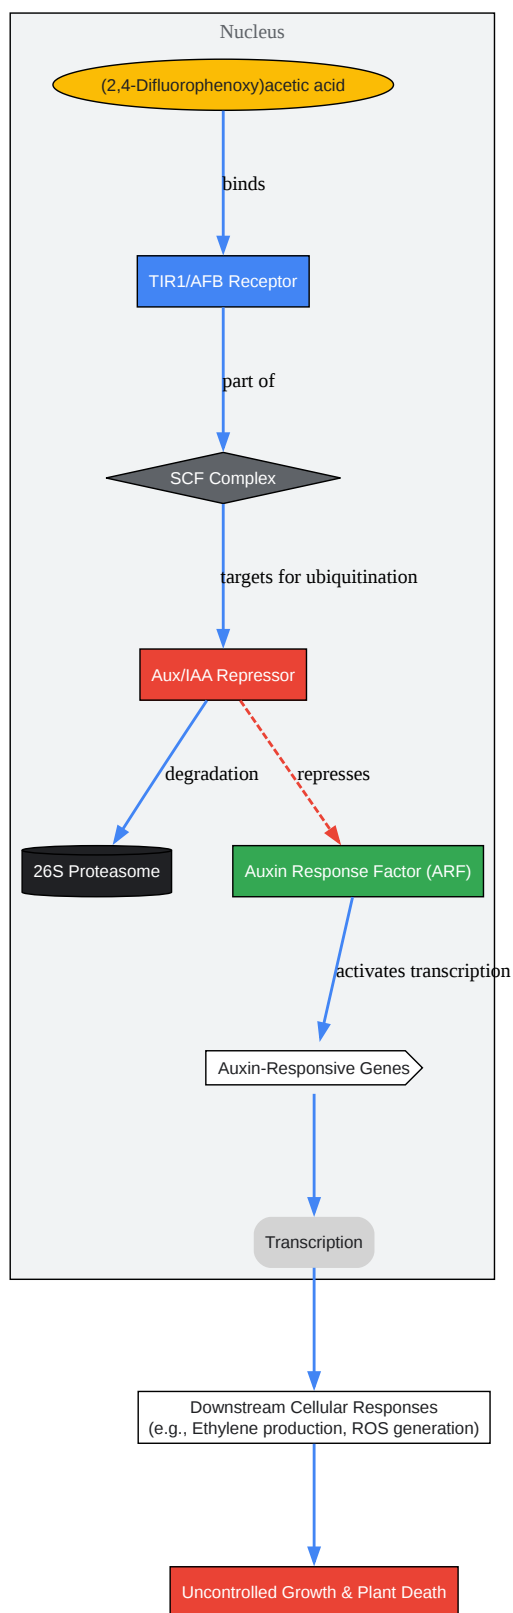 Nucleus
(2,4-Difluorophenoxy)acetic acid
binds
TIR1/AFB Receptor
part of
SCF Complex
targets for ubiquitination
Aux/IAA Repressor
degradation
represses
26S Proteasome
Auxin Response Factor (ARF)
activates transcription
Auxin-Responsive Genes
Transcription
Downstream Cellular Responses
(e.g., Ethylene production, ROS generation)
Uncontrolled Growth & Plant Death